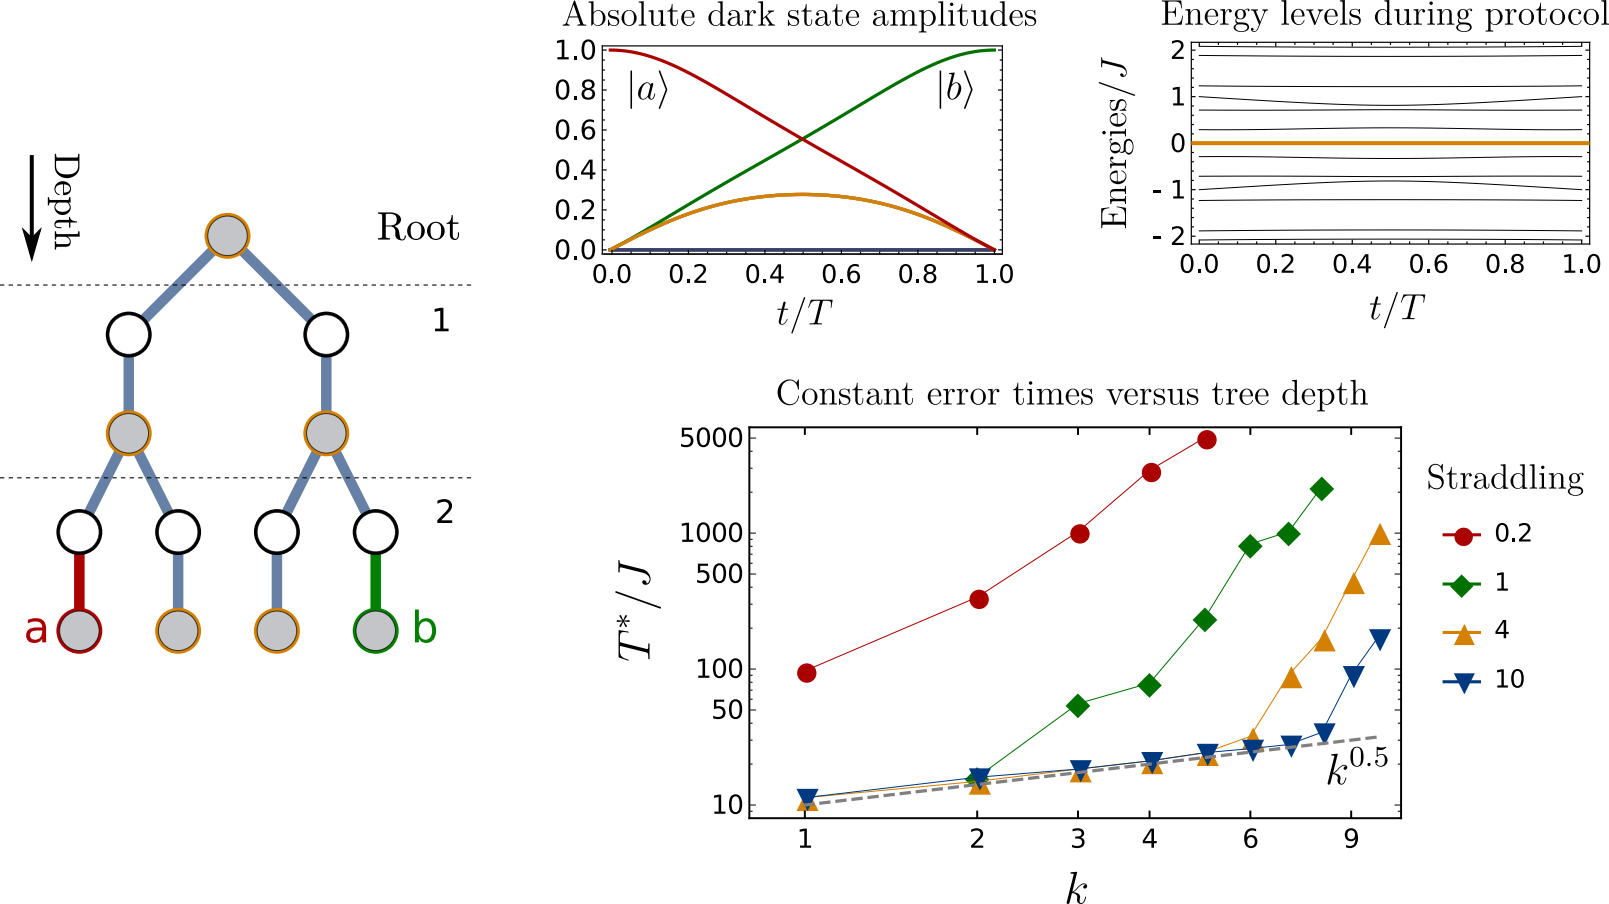 Depth
Root
1
2
a
b
Absolute dark state amplitudes
1.0
0.8
0.6
0.4
0.2
0.0
|a⟩
|b⟩
0.0 0.2 0.4 0.6 0.8 1.0
t/T
Energy levels during protocol
Energies/J
2
1
0
- 1
- 2
0.0 0.2 0.4 0.6 0.8 1.0
t/T
Constant error times versus tree depth
T*/J
5000
1000
500
100
50
10
k^0.5
1 2 3 4 6 9
k
Straddling
0.2
1
4
10